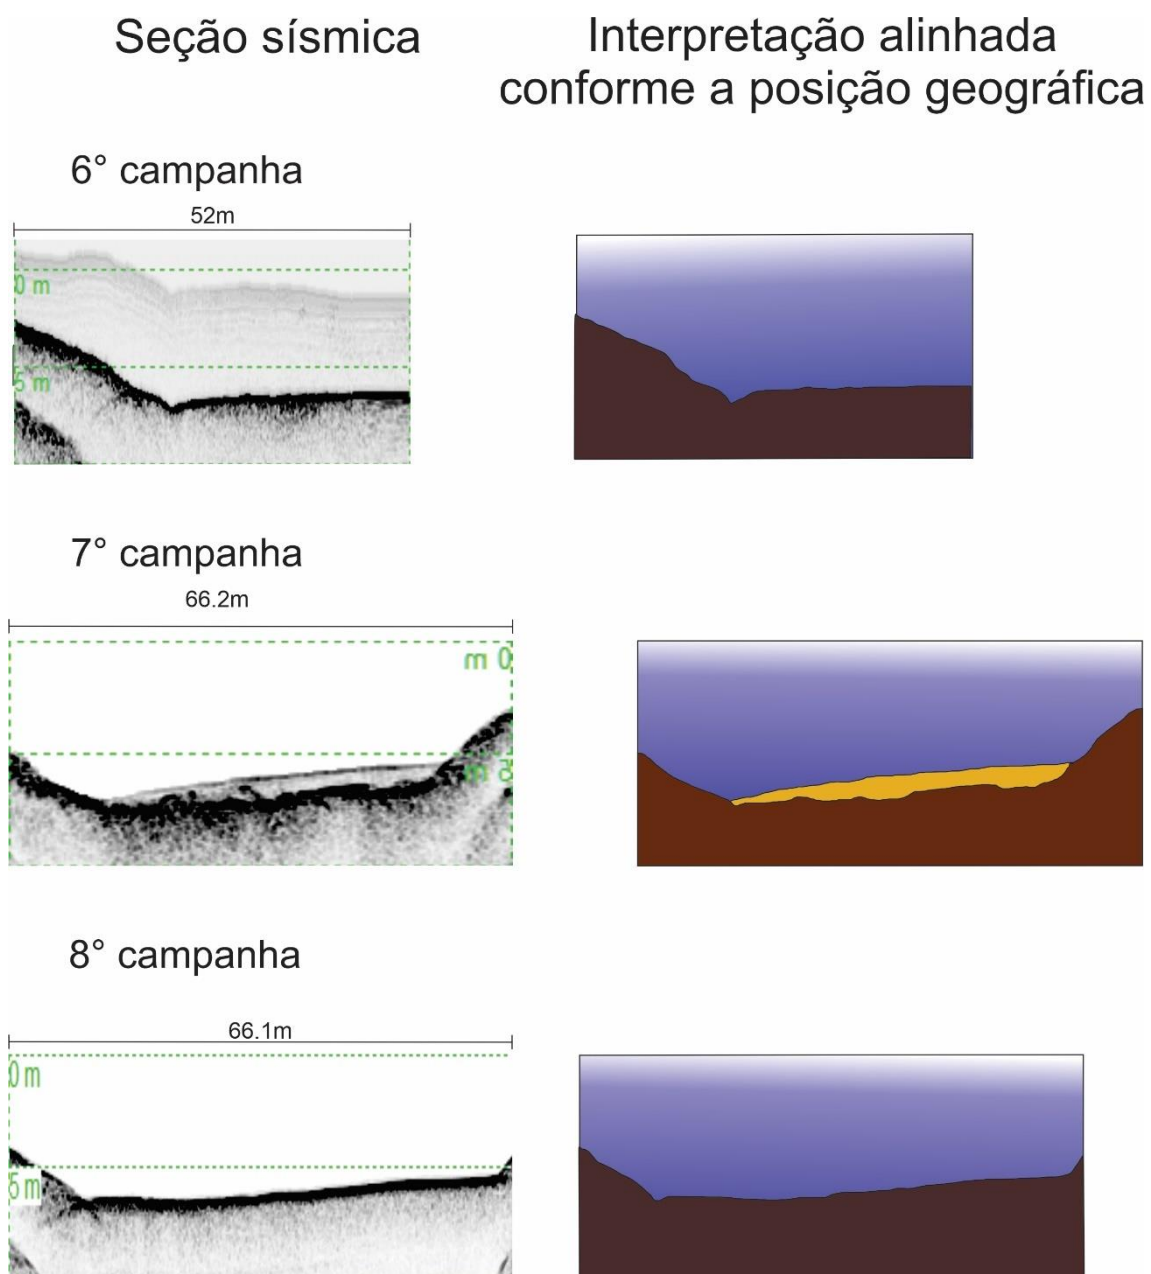 Seção sísmica
Interpretação alinhada
conforme a posição geográfica
6° campanha
52m
0 m
5 m
7° campanha
66.2m
0 m
5 m
8° campanha
66.1m
0 m
5 m